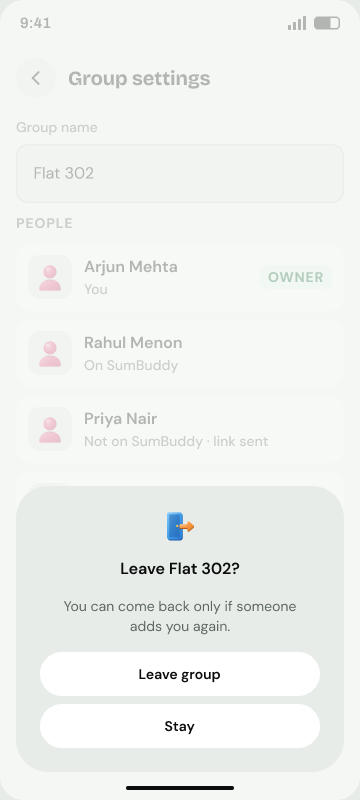 9:41
Group settings
Group name
Flat 302
PEOPLE
Arjun Mehta
You
OWNER
Rahul Menon
On SumBuddy
Priya Nair
Not on SumBuddy · link sent
Leave Flat 302?
You can come back only if someone
adds you again.
Leave group
Stay